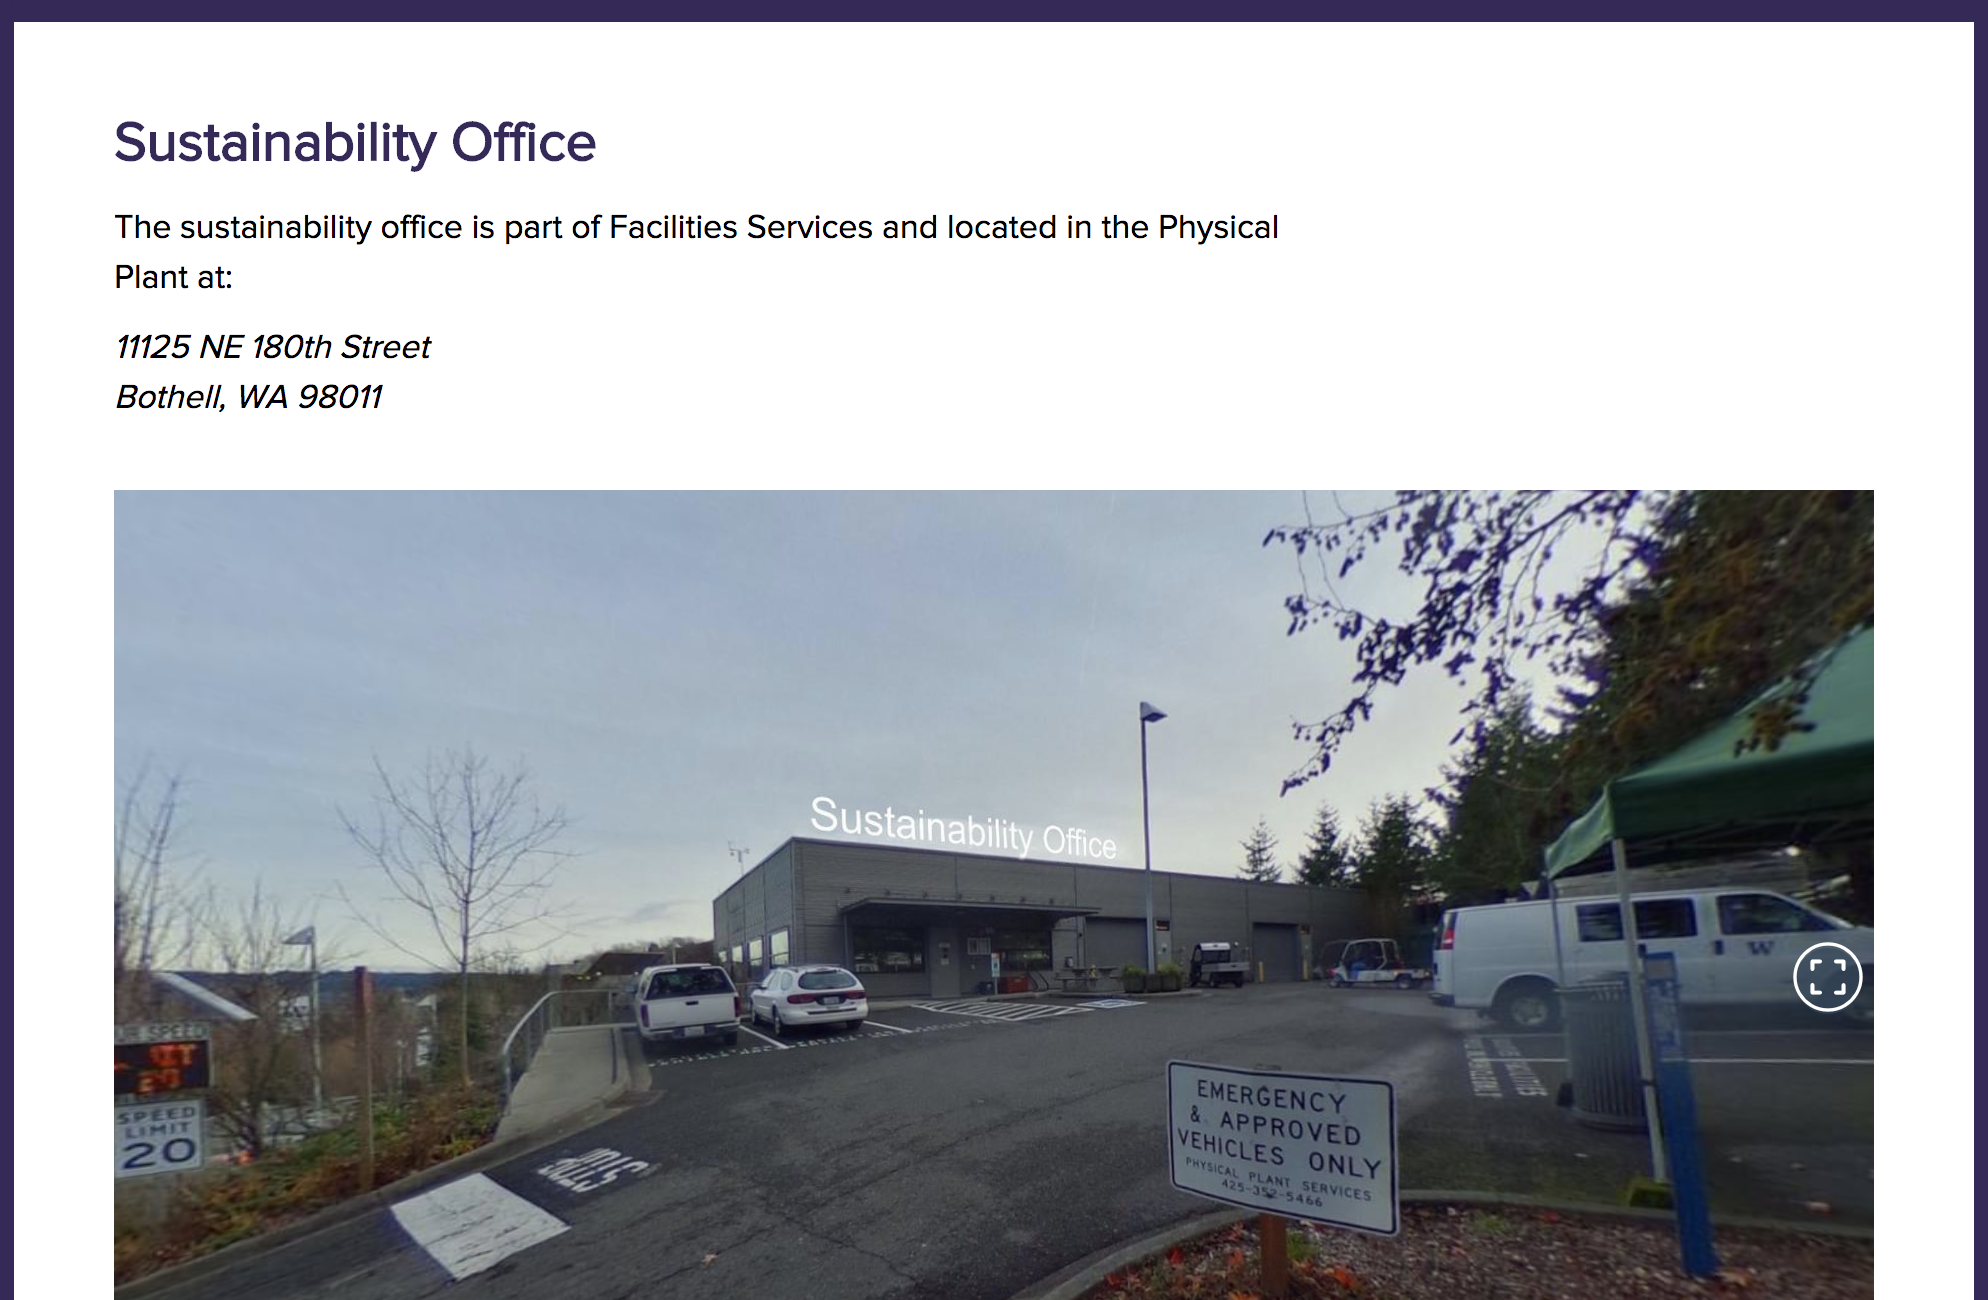 Sustainability Office
The sustainability office is part of Facilities Services and located in the Physical
Plant at:
11125 NE 180th Street
Bothell, WA 98011
Sustainability Office
W
SPEED
SPEED
LIMIT
20
STOP
EMERGENCY
& APPROVED
VEHICLES ONLY
PHYSICAL PLANT SERVICES
425-352-5466